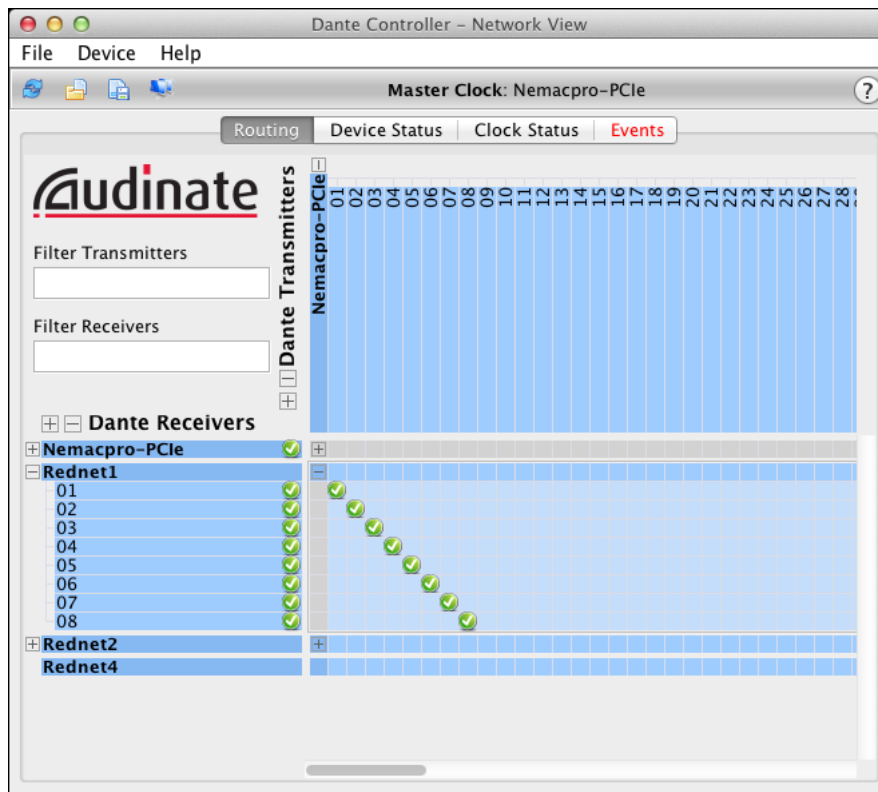 Dante Controller – Network View
File Device Help
Master Clock: Nemacpro-PCIe
?
Routing Device Status Clock Status Events
Audinate
Filter Transmitters
Filter Receivers
Dante Transmitters
Nemacpro-PCIe
01 02 03 04 05 06 07 08 09 10 11 12 13 14 15 16 17 18 19 20 21 22 23 24 25 26 27 28
Dante Receivers
Nemacpro-PCIe
Rednet1
01
02
03
04
05
06
07
08
Rednet2
Rednet4